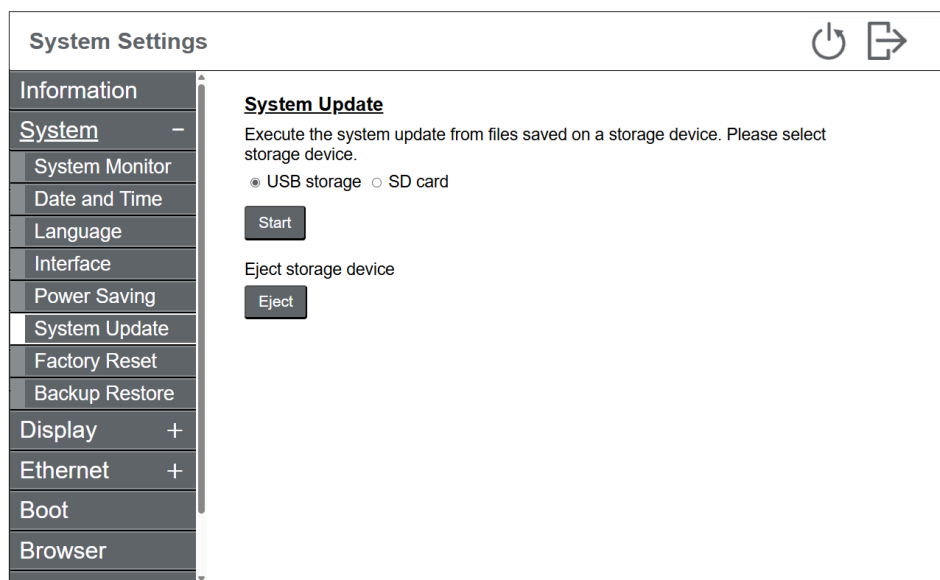 System Settings
Information
System −
System Monitor
Date and Time
Language
Interface
Power Saving
System Update
Factory Reset
Backup Restore
Display +
Ethernet +
Boot
Browser
System Update
Execute the system update from files saved on a storage device. Please select
storage device.
USB storage SD card
Start
Eject storage device
Eject